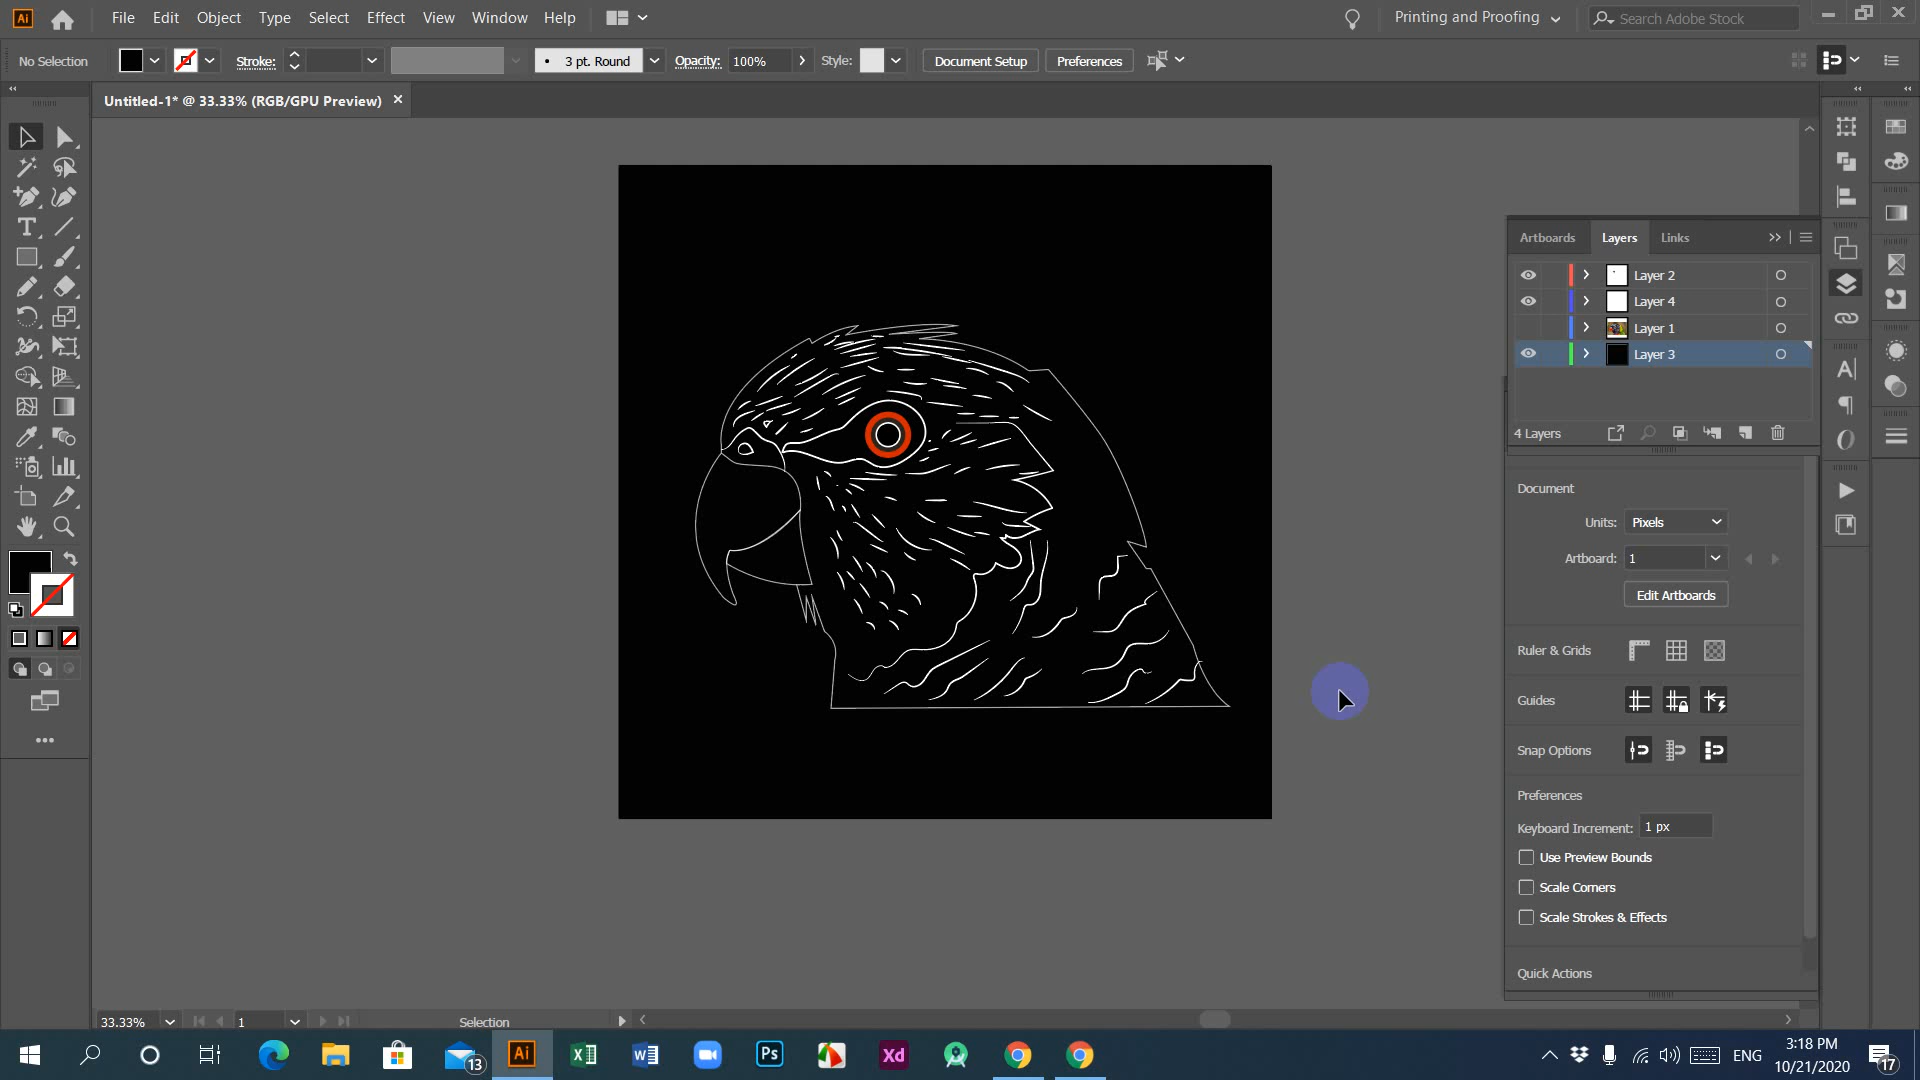 Ai File Edit Object Type Select Effect View Window Help Printing and Proofing Search Adobe Stock
No Selection Stroke: 3 pt. Round Opacity: 100% Style: Document Setup Preferences
Untitled-1* @ 33.33% (RGB/GPU Preview)
Artboards Layers Links
Layer 2
Layer 4
Layer 1
Layer 3
4 Layers
Document
Units: Pixels
Artboard: 1
Edit Artboards
Ruler & Grids
Guides
Snap Options
Preferences
Keyboard Increment: 1 px
Use Preview Bounds
Scale Corners
Scale Strokes & Effects
Quick Actions
33.33% 1 Selection
13 Ai Ps Xd ENG 3:18 PM
10/21/2020 17